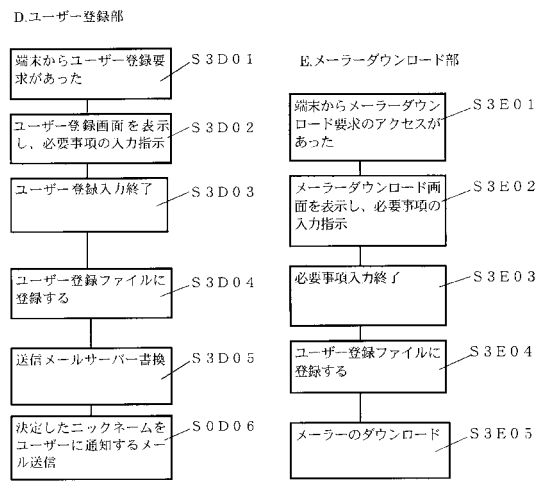 D.ユーザー登録部
端末からユーザー登録要
求があった
S3D01
ユーザー登録画面を表示
し、必要事項の入力指示
S3D02
ユーザー登録入力終了
S3D03
ユーザー登録ファイルに
登録する
S3D04
送信メールサーバー書換
S3D05
決定したニックネームを
ユーザーに通知するメー
ル送信
S0D06
E.メーラーダウンロード部
端末からメーラーダウン
ロード要求のアクセスが
あった
S3E01
メーラーダウンロード画
面を表示し、必要事項の
入力指示
S3E02
必要事項入力終了
S3E03
ユーザー登録ファイルに
登録する
S3E04
メーラーのダウンロード
S3E05